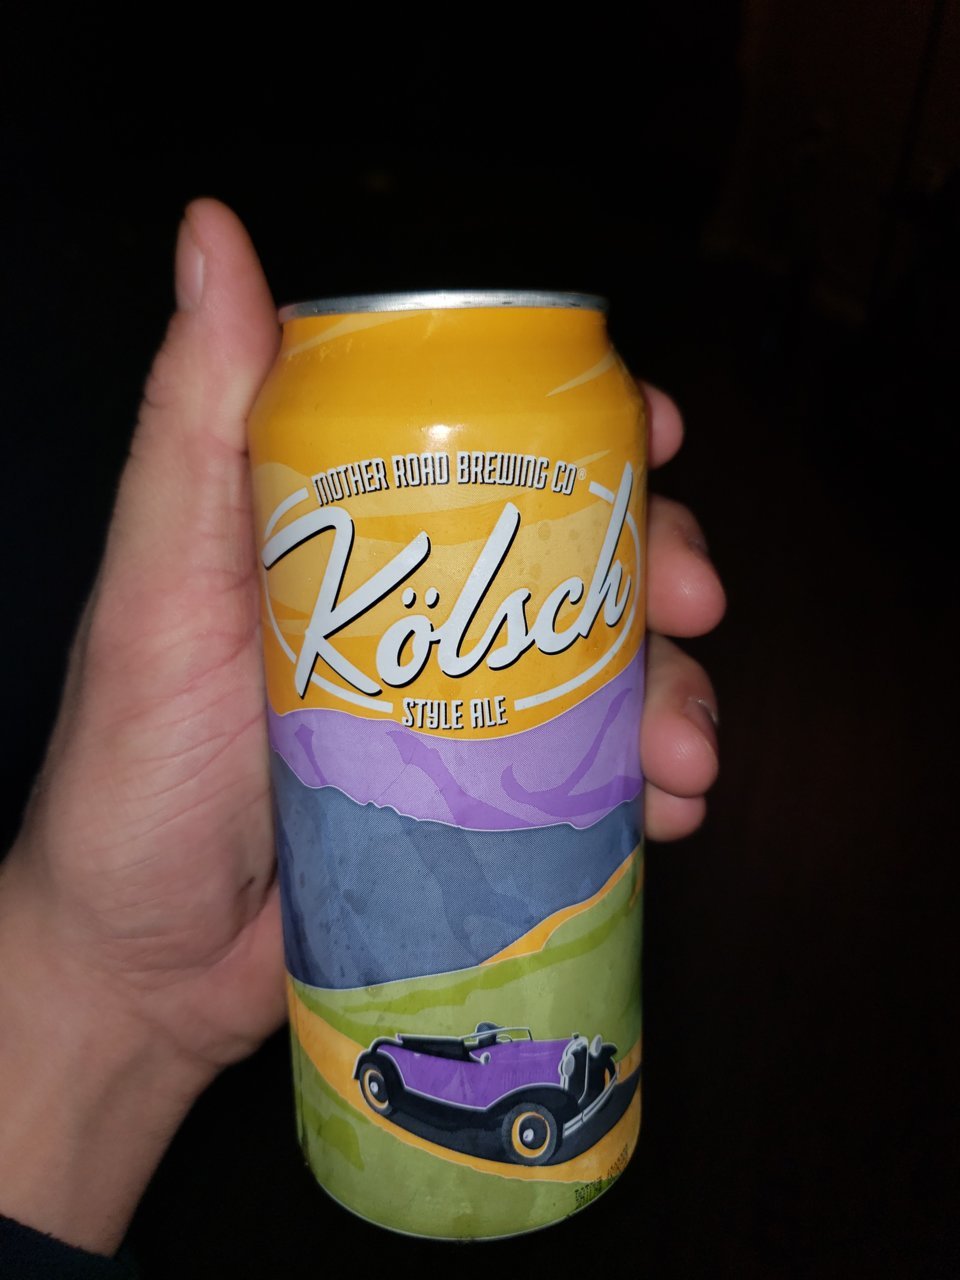 MOTHER ROAD BREWING CO®
Kölsch
STYLE ALE